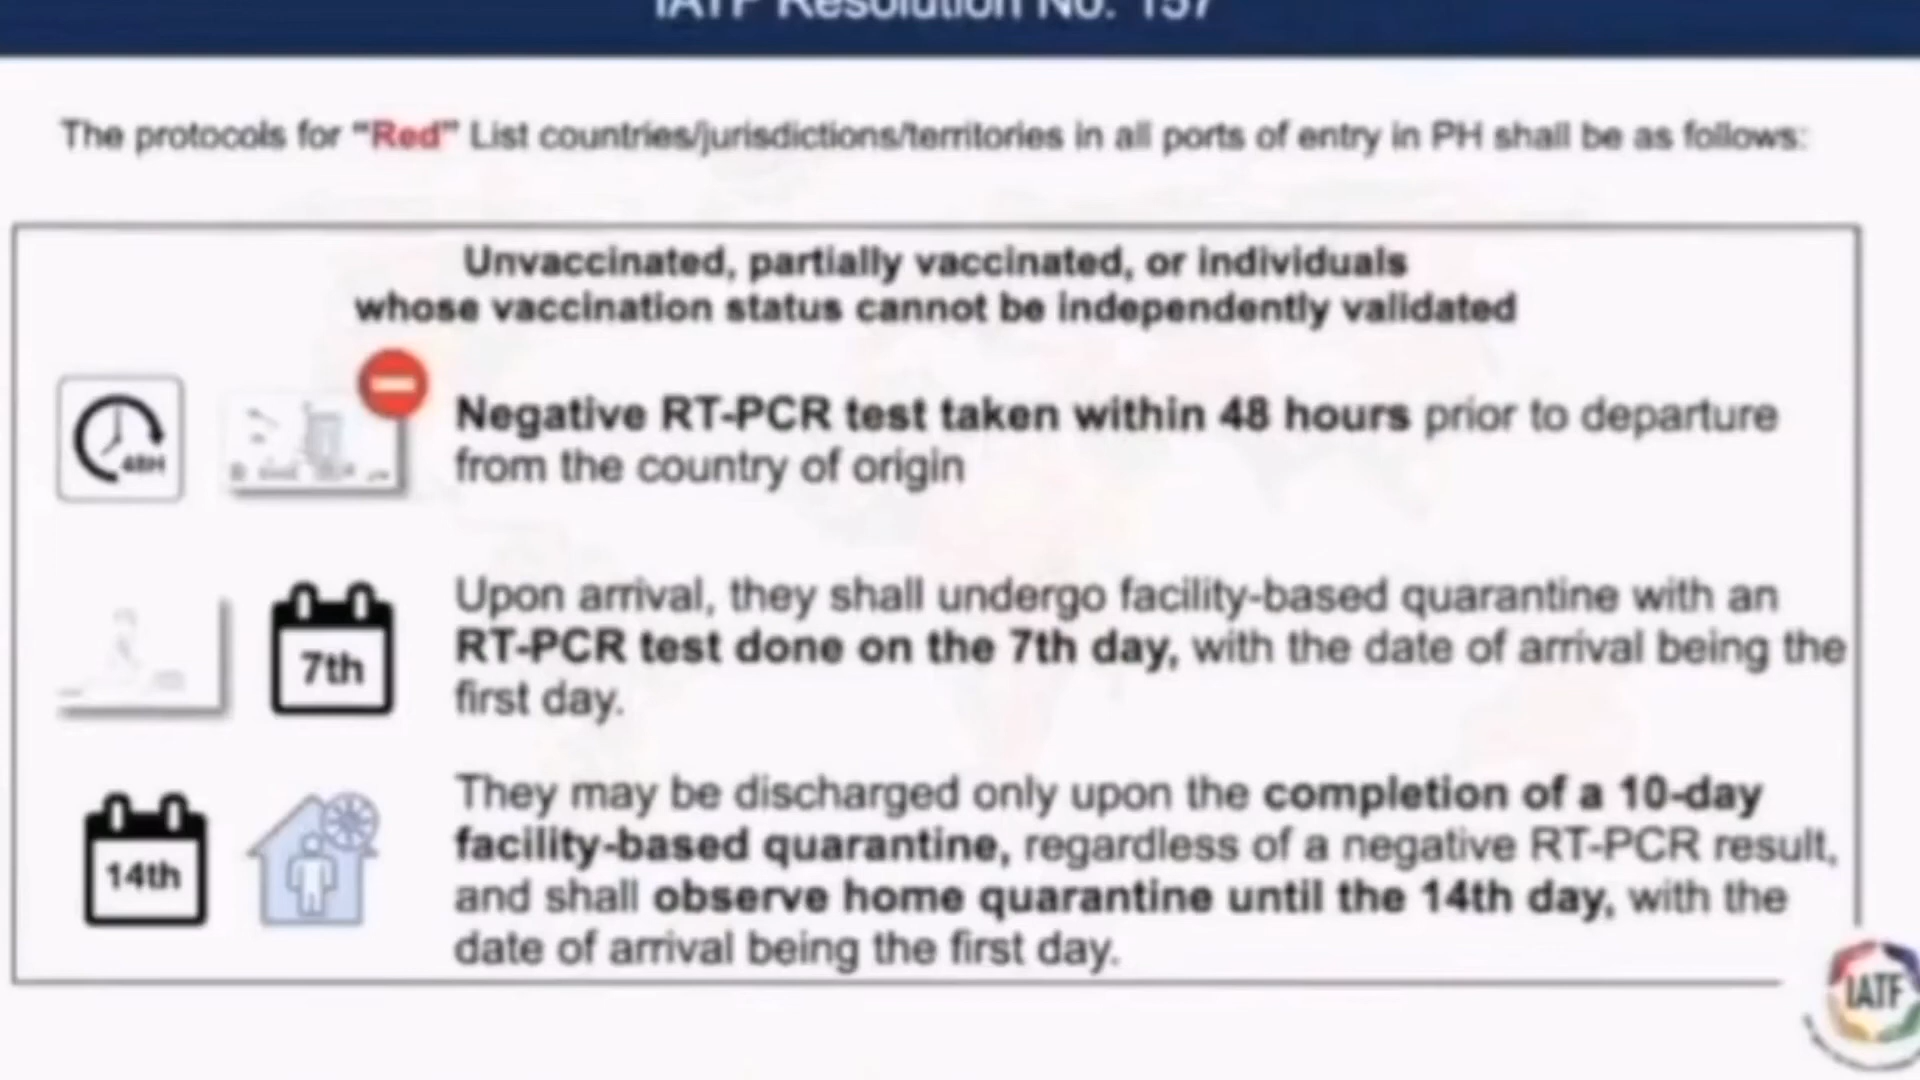 IATF Resolution No. 157
The protocols for "Red" List countries/jurisdictions/territories in all ports of entry in PH shall be as follows:
Unvaccinated, partially vaccinated, or individuals
whose vaccination status cannot be independently validated
48H
Negative RT-PCR test taken within 48 hours prior to departure
from the country of origin
7th
Upon arrival, they shall undergo facility-based quarantine with an
RT-PCR test done on the 7th day, with the date of arrival being the
first day.
14th
They may be discharged only upon the completion of a 10-day
facility-based quarantine, regardless of a negative RT-PCR result,
and shall observe home quarantine until the 14th day, with the
date of arrival being the first day.
IATF